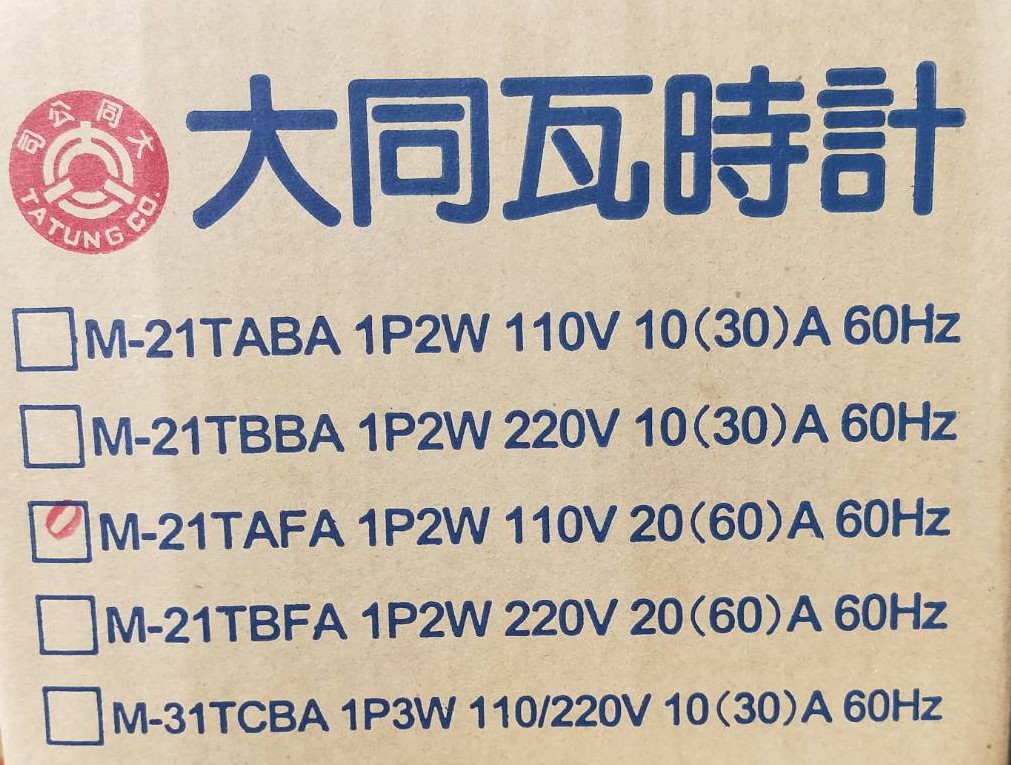 大同公司
TATUNG CO.
大同瓦時計
M-21TABA 1P2W 110V 10(30)A 60Hz
M-21TBBA 1P2W 220V 10(30)A 60Hz
M-21TAFA 1P2W 110V 20(60)A 60Hz
M-21TBFA 1P2W 220V 20(60)A 60Hz
M-31TCBA 1P3W 110/220V 10(30)A 60Hz